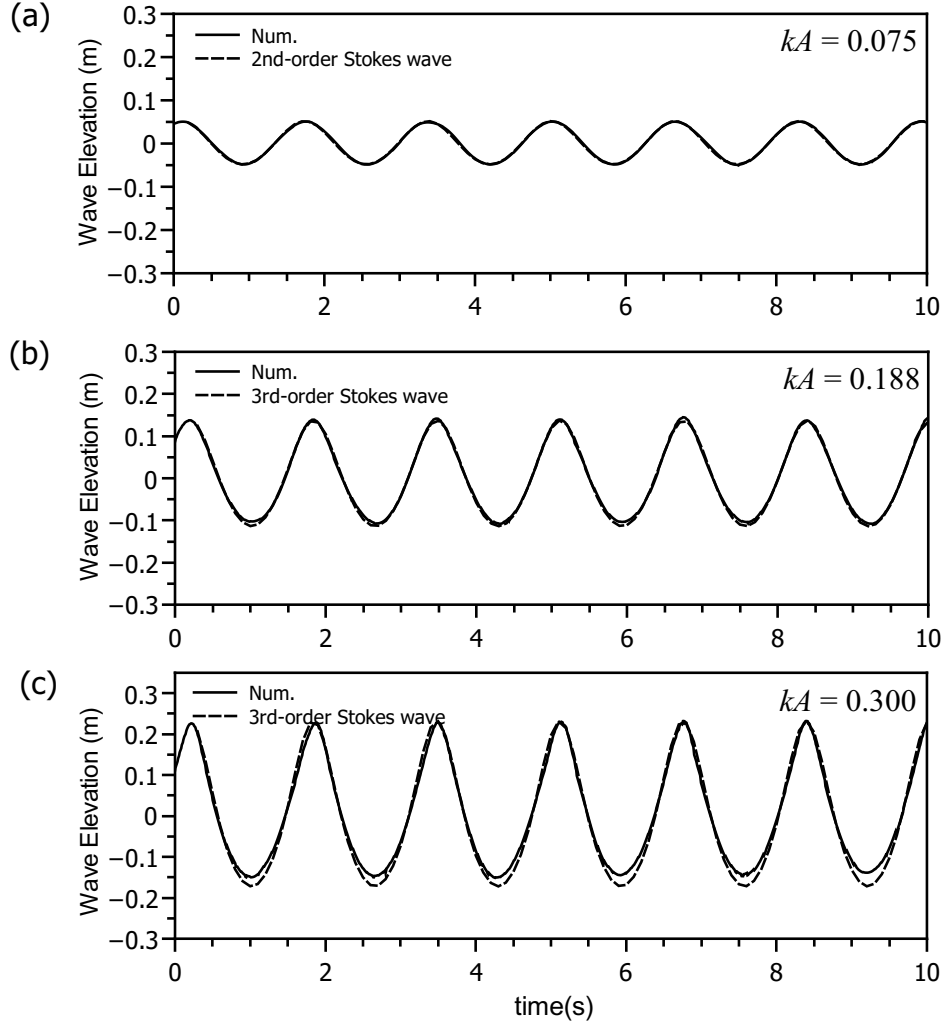 (a)
0.3
0.2
0.1
0
−0.1
−0.2
−0.3
Wave Elevation (m)
Num.
2nd-order Stokes wave
kA = 0.075
0 2 4 6 8 10
(b)
0.3
0.2
0.1
0
−0.1
−0.2
−0.3
Wave Elevation (m)
Num.
3rd-order Stokes wave
kA = 0.188
0 2 4 6 8 10
(c)
0.3
0.2
0.1
0
−0.1
−0.2
−0.3
Wave Elevation (m)
Num.
3rd-order Stokes wave
kA = 0.300
0 2 4 6 8 10
time(s)